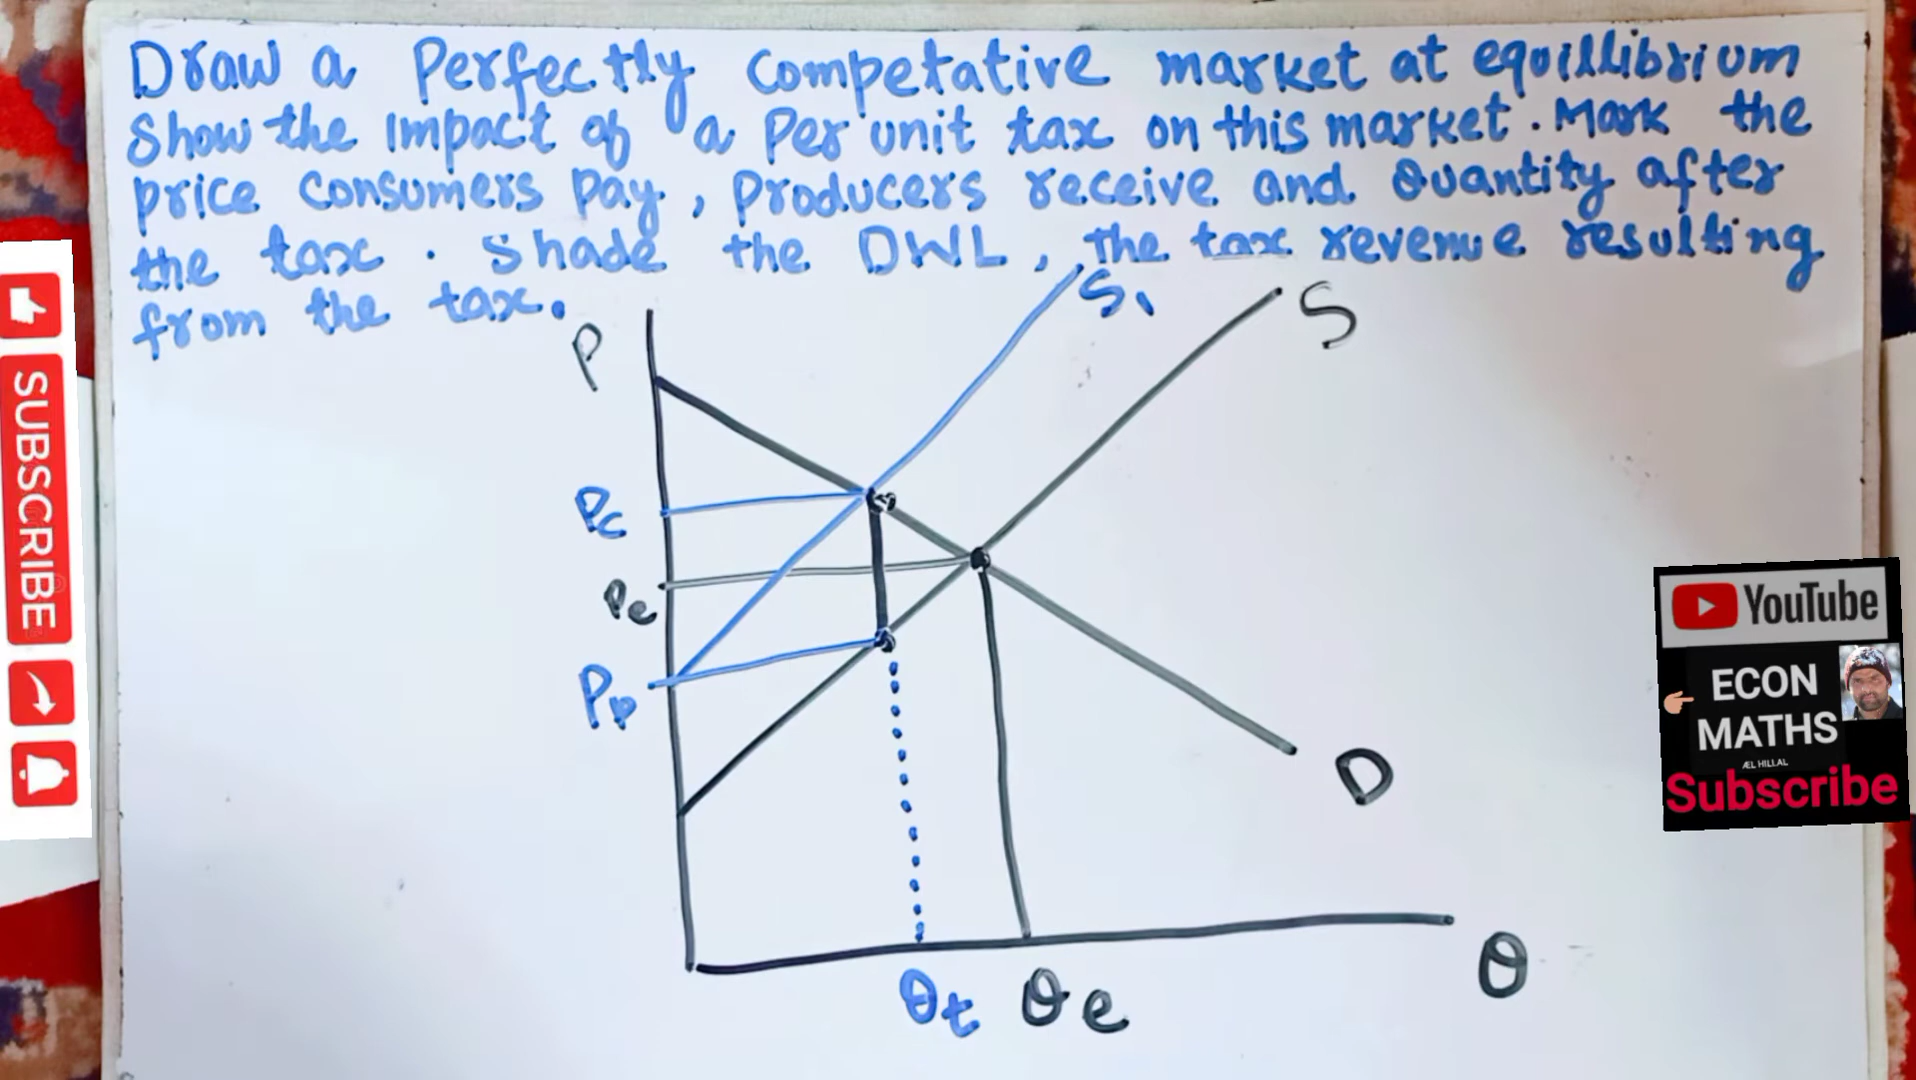 Draw a Perfectly Competative market at equillibrium
Show the impact of a Per unit tax on this market. Mark the
price consumers pay, producers receive and Quantity after
the tax. Shade the DWL, the tax revenue resulting
from the tax.
S1
S
P
Pc
Pe
Pp
D
Qt
Qe
Q
SUBSCRIBE
YouTube
ECON
MATHS
ÆL HILLAL
Subscribe